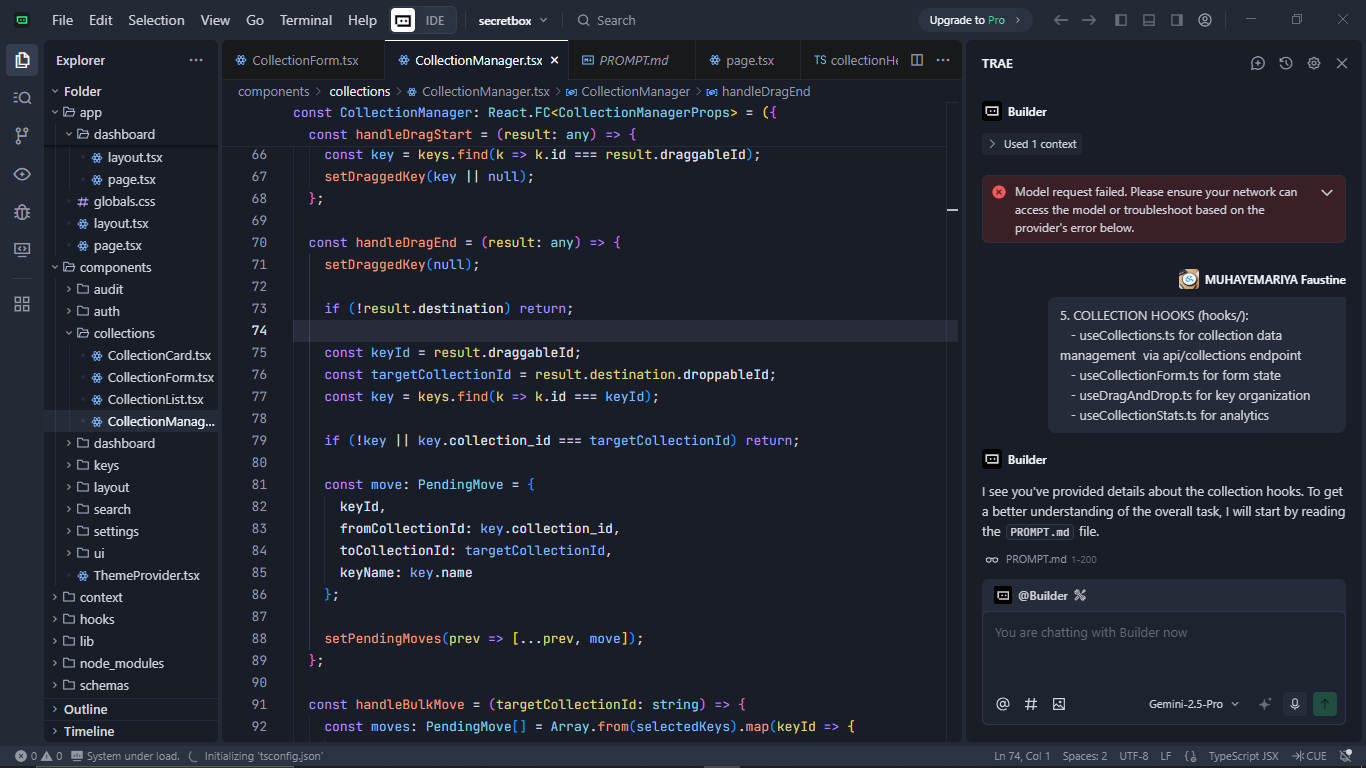 File Edit Selection View Go Terminal Help IDE secretbox Search Upgrade to Pro
Explorer
Folder
app
dashboard
layout.tsx
page.tsx
globals.css
layout.tsx
page.tsx
components
audit
auth
collections
CollectionCard.tsx
CollectionForm.tsx
CollectionList.tsx
CollectionManag...
dashboard
keys
layout
search
settings
ui
ThemeProvider.tsx
context
hooks
lib
node_modules
schemas
Outline
Timeline
CollectionForm.tsx CollectionManager.tsx PROMPT.md page.tsx TS collectionHe
components > collections > CollectionManager.tsx > CollectionManager > handleDragEnd
const CollectionManager: React.FC<CollectionManagerProps> = ({
const handleDragStart = (result: any) => {
66 const key = keys.find(k => k.id === result.draggableId);
67 setDraggedKey(key || null);
68 };
69
70 const handleDragEnd = (result: any) => {
71 setDraggedKey(null);
72
73 if (!result.destination) return;
74
75 const keyId = result.draggableId;
76 const targetCollectionId = result.destination.droppableId;
77 const key = keys.find(k => k.id === keyId);
78
79 if (!key || key.collection_id === targetCollectionId) return;
80
81 const move: PendingMove = {
82 keyId,
83 fromCollectionId: key.collection_id,
84 toCollectionId: targetCollectionId,
85 keyName: key.name
86 };
87
88 setPendingMoves(prev => [...prev, move]);
89 };
90
91 const handleBulkMove = (targetCollectionId: string) => {
92 const moves: PendingMove[] = Array.from(selectedKeys).map(keyId => {
TRAE
Builder
Used 1 context
Model request failed. Please ensure your network can
access the model or troubleshoot based on the
provider's error below.
MUHAYEMARIYA Faustine
5. COLLECTION HOOKS (hooks/):
- useCollections.ts for collection data
management via api/collections endpoint
- useCollectionForm.ts for form state
- useDragAndDrop.ts for key organization
- useCollectionStats.ts for analytics
Builder
I see you've provided details about the collection hooks. To get
a better understanding of the overall task, I will start by reading
the PROMPT.md file.
PROMPT.md 1-200
@Builder
You are chatting with Builder now
Gemini-2.5-Pro
0 0 System under load. Initializing 'tsconfig.json' Ln 74, Col 1 Spaces: 2 UTF-8 LF TypeScript JSX CUE